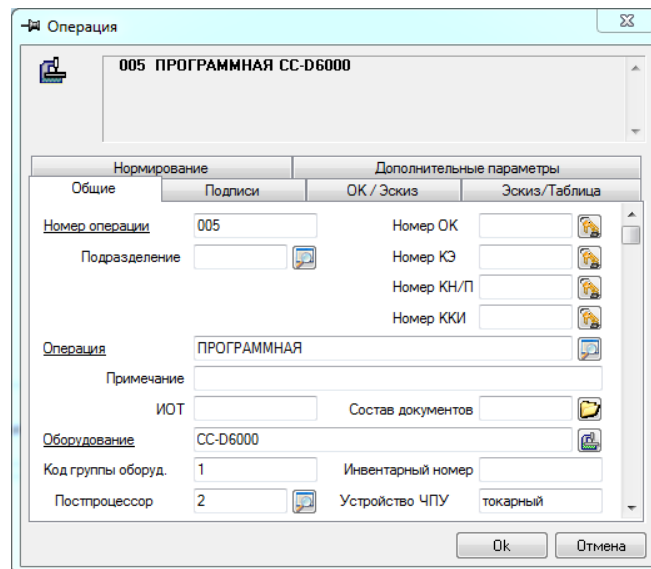 Операция
005 ПРОГРАММНАЯ CC-D6000
Нормирование Дополнительные параметры
Общие Подписи ОК / Эскиз Эскиз/Таблица
Номер операции 005 Номер ОК
Подразделение Номер КЭ
Номер КН/П
Номер ККИ
Операция ПРОГРАММНАЯ
Примечание
ИОТ Состав документов
Оборудование CC-D6000
Код группы оборуд. 1 Инвентарный номер
Постпроцессор 2 Устройство ЧПУ токарный
Ok Отмена